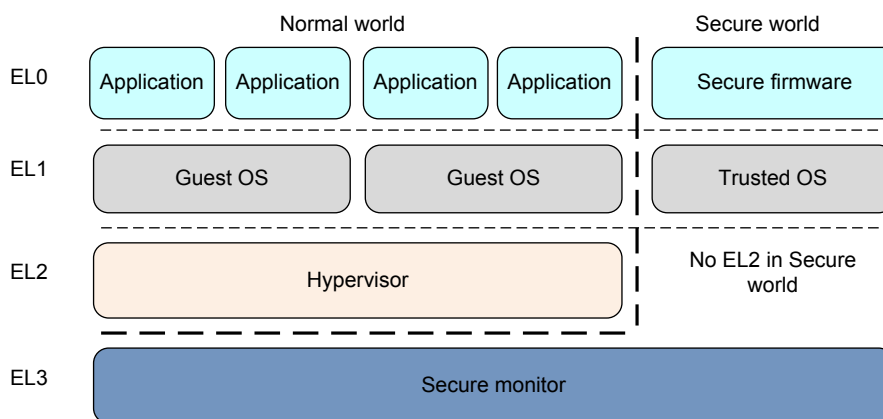 Normal world
Secure world
EL0
Application
Application
Application
Application
Secure firmware
EL1
Guest OS
Guest OS
Trusted OS
EL2
Hypervisor
No EL2 in Secure
world
EL3
Secure monitor